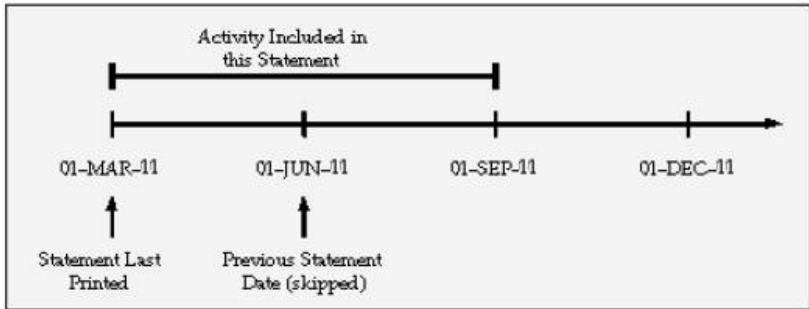 Activity Included in
this Statement
01-MAR-11 01-JUN-11 01-SEP-11 01-DEC-11
Statement Last Previous Statement
Printed Date (skipped)